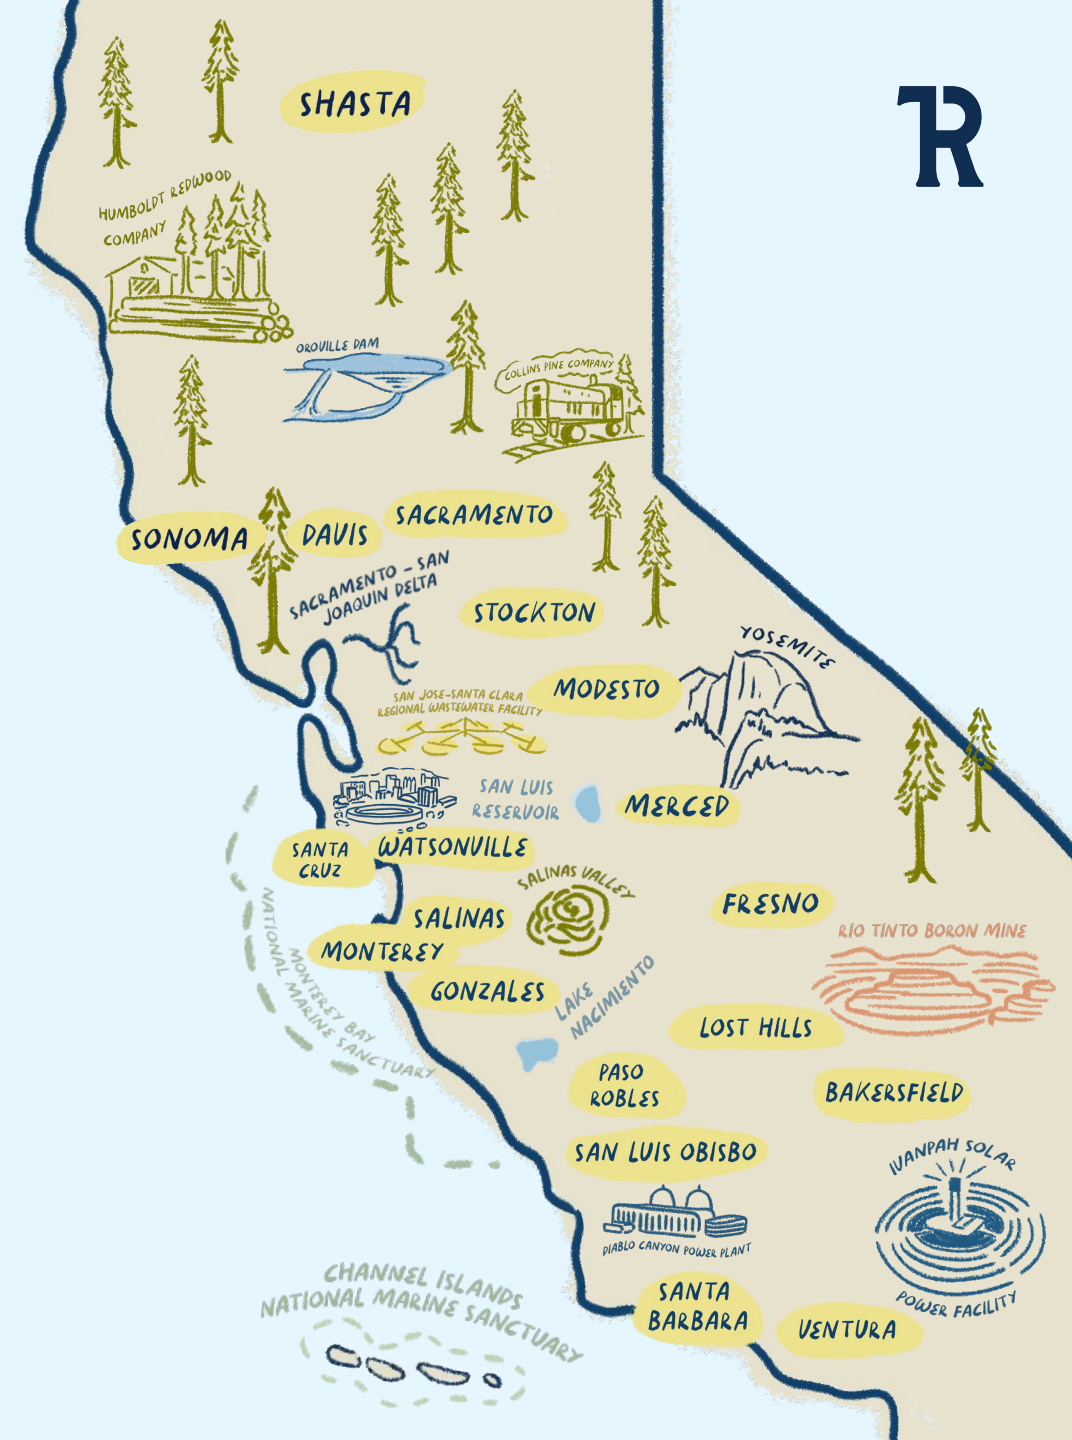 SHASTA
TR
HUMBOLDT REDWOOD
COMPANY
OROVILLE DAM
COLLINS PINE COMPANY
SONOMA
DAVIS
SACRAMENTO
SACRAMENTO - SAN
JOAQUIN DELTA
STOCKTON
YOSEMITE
MODESTO
SAN JOSE-SANTA CLARA
REGIONAL WASTEWATER FACILITY
SAN LUIS
RESERVOIR
MERCED
SANTA
CRUZ
WATSONVILLE
SALINAS VALLEY
FRESNO
SALINAS
RIO TINTO BORON MINE
MONTEREY
MONTEREY BAY
NATIONAL MARINE SANCTUARY
GONZALES
LAKE
NACIMIENTO
LOST HILLS
PASO
ROBLES
BAKERSFIELD
SAN LUIS OBISBO
IVANPAH SOLAR
POWER FACILITY
DIABLO CANYON POWER PLANT
CHANNEL ISLANDS
NATIONAL MARINE SANCTUARY
SANTA
BARBARA
VENTURA